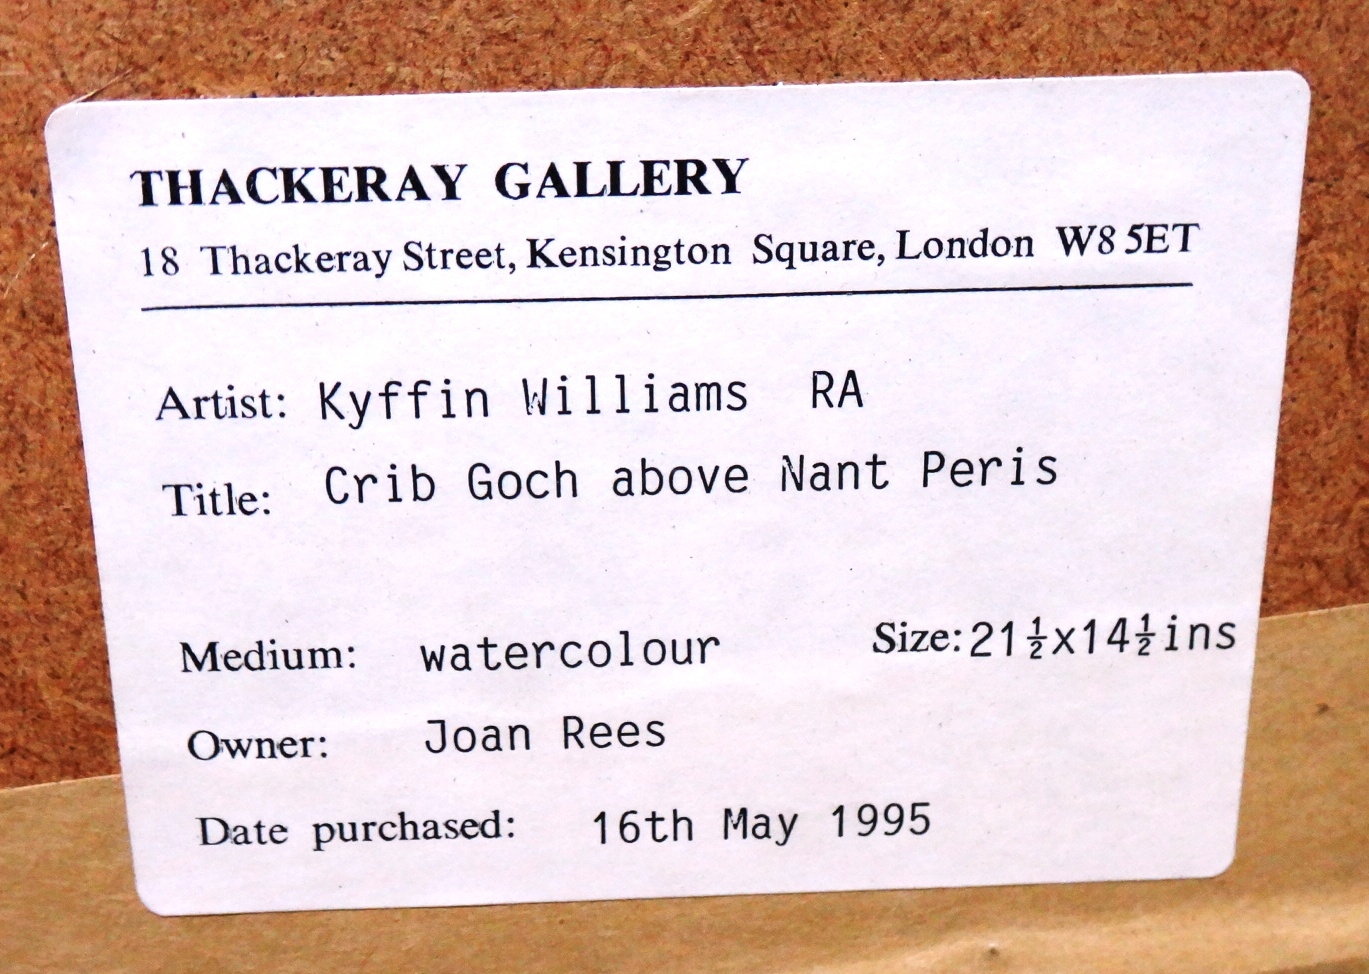 THACKERAY GALLERY
18 Thackeray Street, Kensington Square, London W8 5ET
Artist: Kyffin Williams RA
Title: Crib Goch above Nant Peris
Medium: watercolour Size: 21½x14½ins
Owner: Joan Rees
Date purchased: 16th May 1995